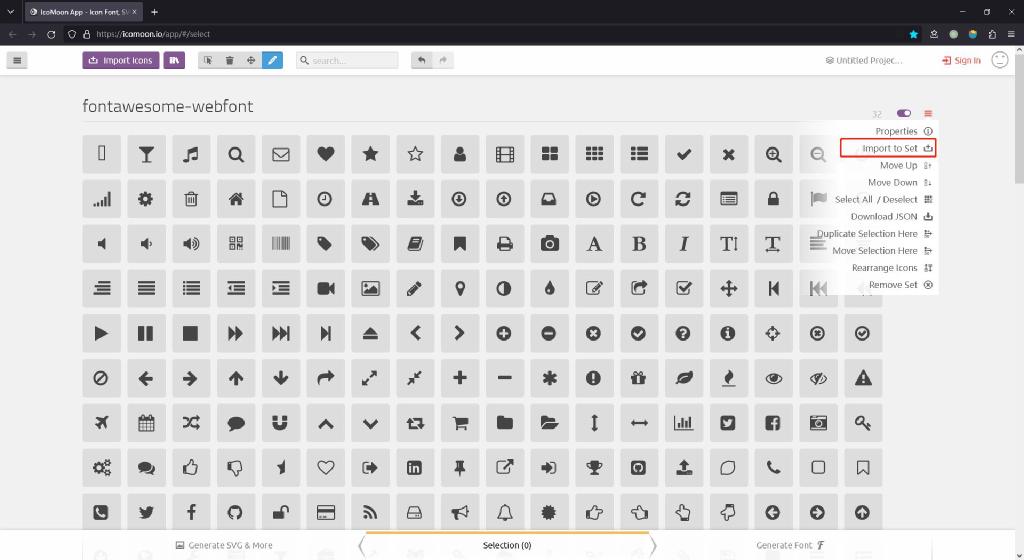 IcoMoon App - Icon Font, SV
https://icomoon.io/app/#/select
Import Icons
search...
Untitled Projec...
Sign In
fontawesome-webfont
32
Properties
Import to Set
Move Up
Move Down
Select All / Deselect
Download JSON
Duplicate Selection Here
Move Selection Here
Rearrange Icons
Remove Set
Generate SVG & More
Selection (0)
Generate Font